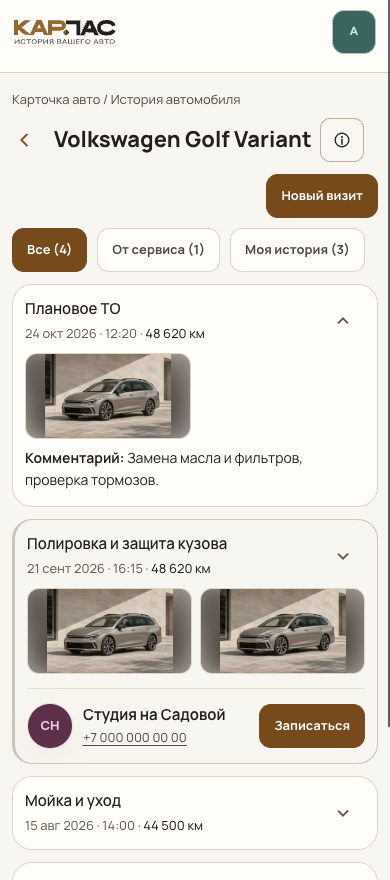 КАРПАС
ИСТОРИЯ ВАШЕГО АВТО
А
Карточка авто / История автомобиля
Volkswagen Golf Variant
Новый визит
Все (4)
От сервиса (1)
Моя история (3)
Плановое ТО
24 окт 2026 · 12:20 · 48 620 км
Комментарий: Замена масла и фильтров,
проверка тормозов.
Полировка и защита кузова
21 сент 2026 · 16:15 · 48 620 км
СН
Студия на Садовой
+7 000 000 00 00
Записаться
Мойка и уход
15 авг 2026 · 14:00 · 44 500 км